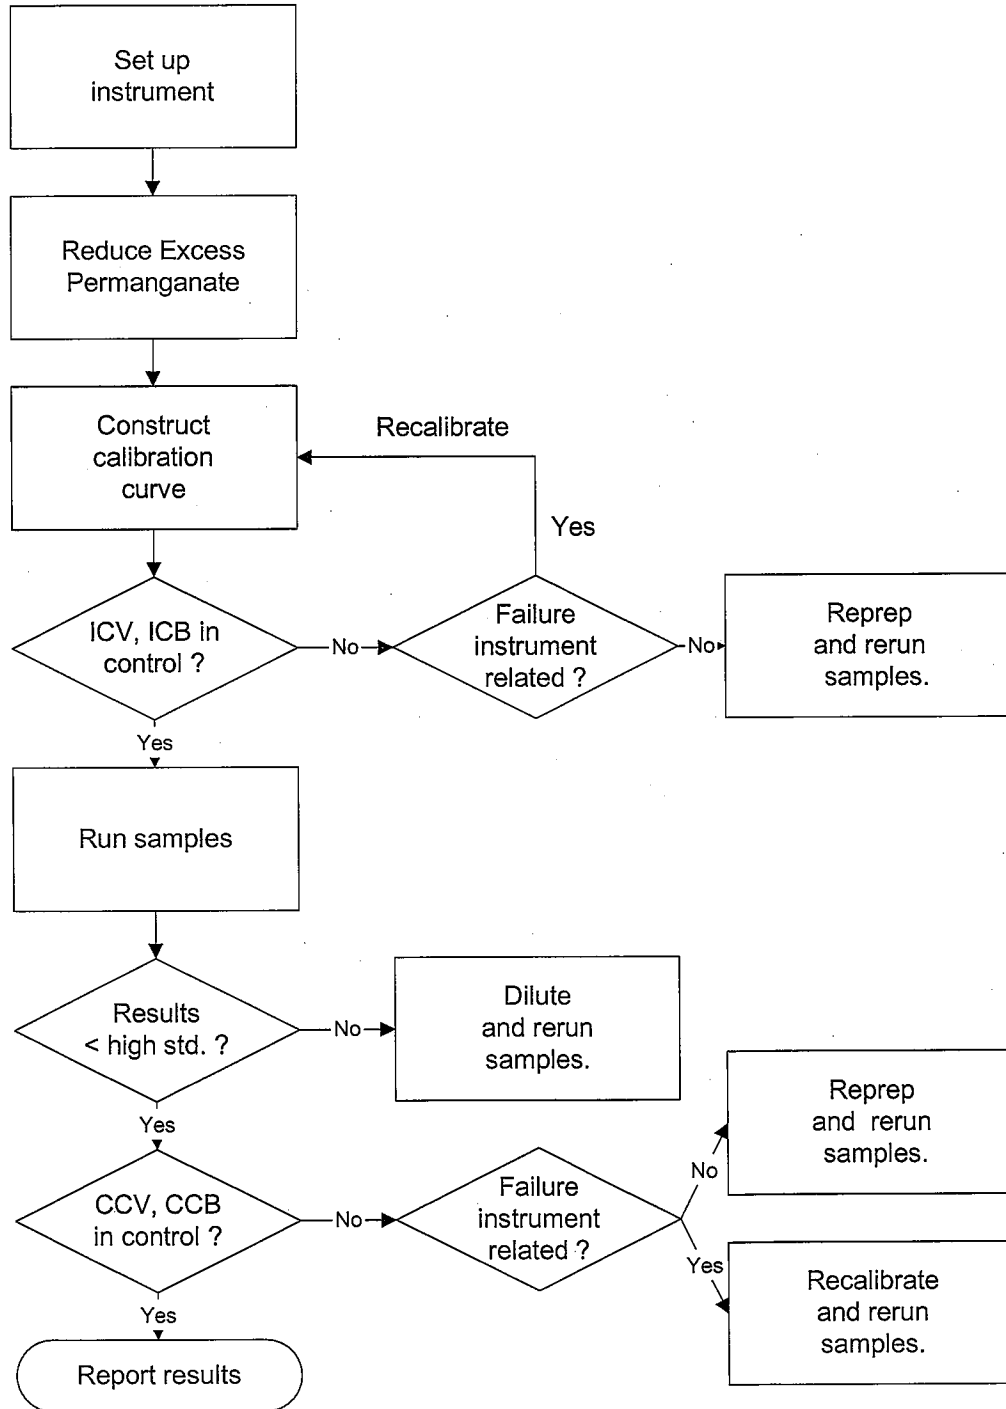 Set up
instrument
Reduce Excess
Permanganate
Construct
calibration
curve
Recalibrate
Yes
ICV, ICB in
control ?
No
Failure
instrument
related ?
No
Reprep
and rerun
samples.
Yes
Run samples
Results
< high std. ?
No
Dilute
and rerun
samples.
Yes
CCV, CCB
in control ?
No
Failure
instrument
related ?
No
Reprep
and rerun
samples.
Yes
Recalibrate
and rerun
samples.
Yes
Report results